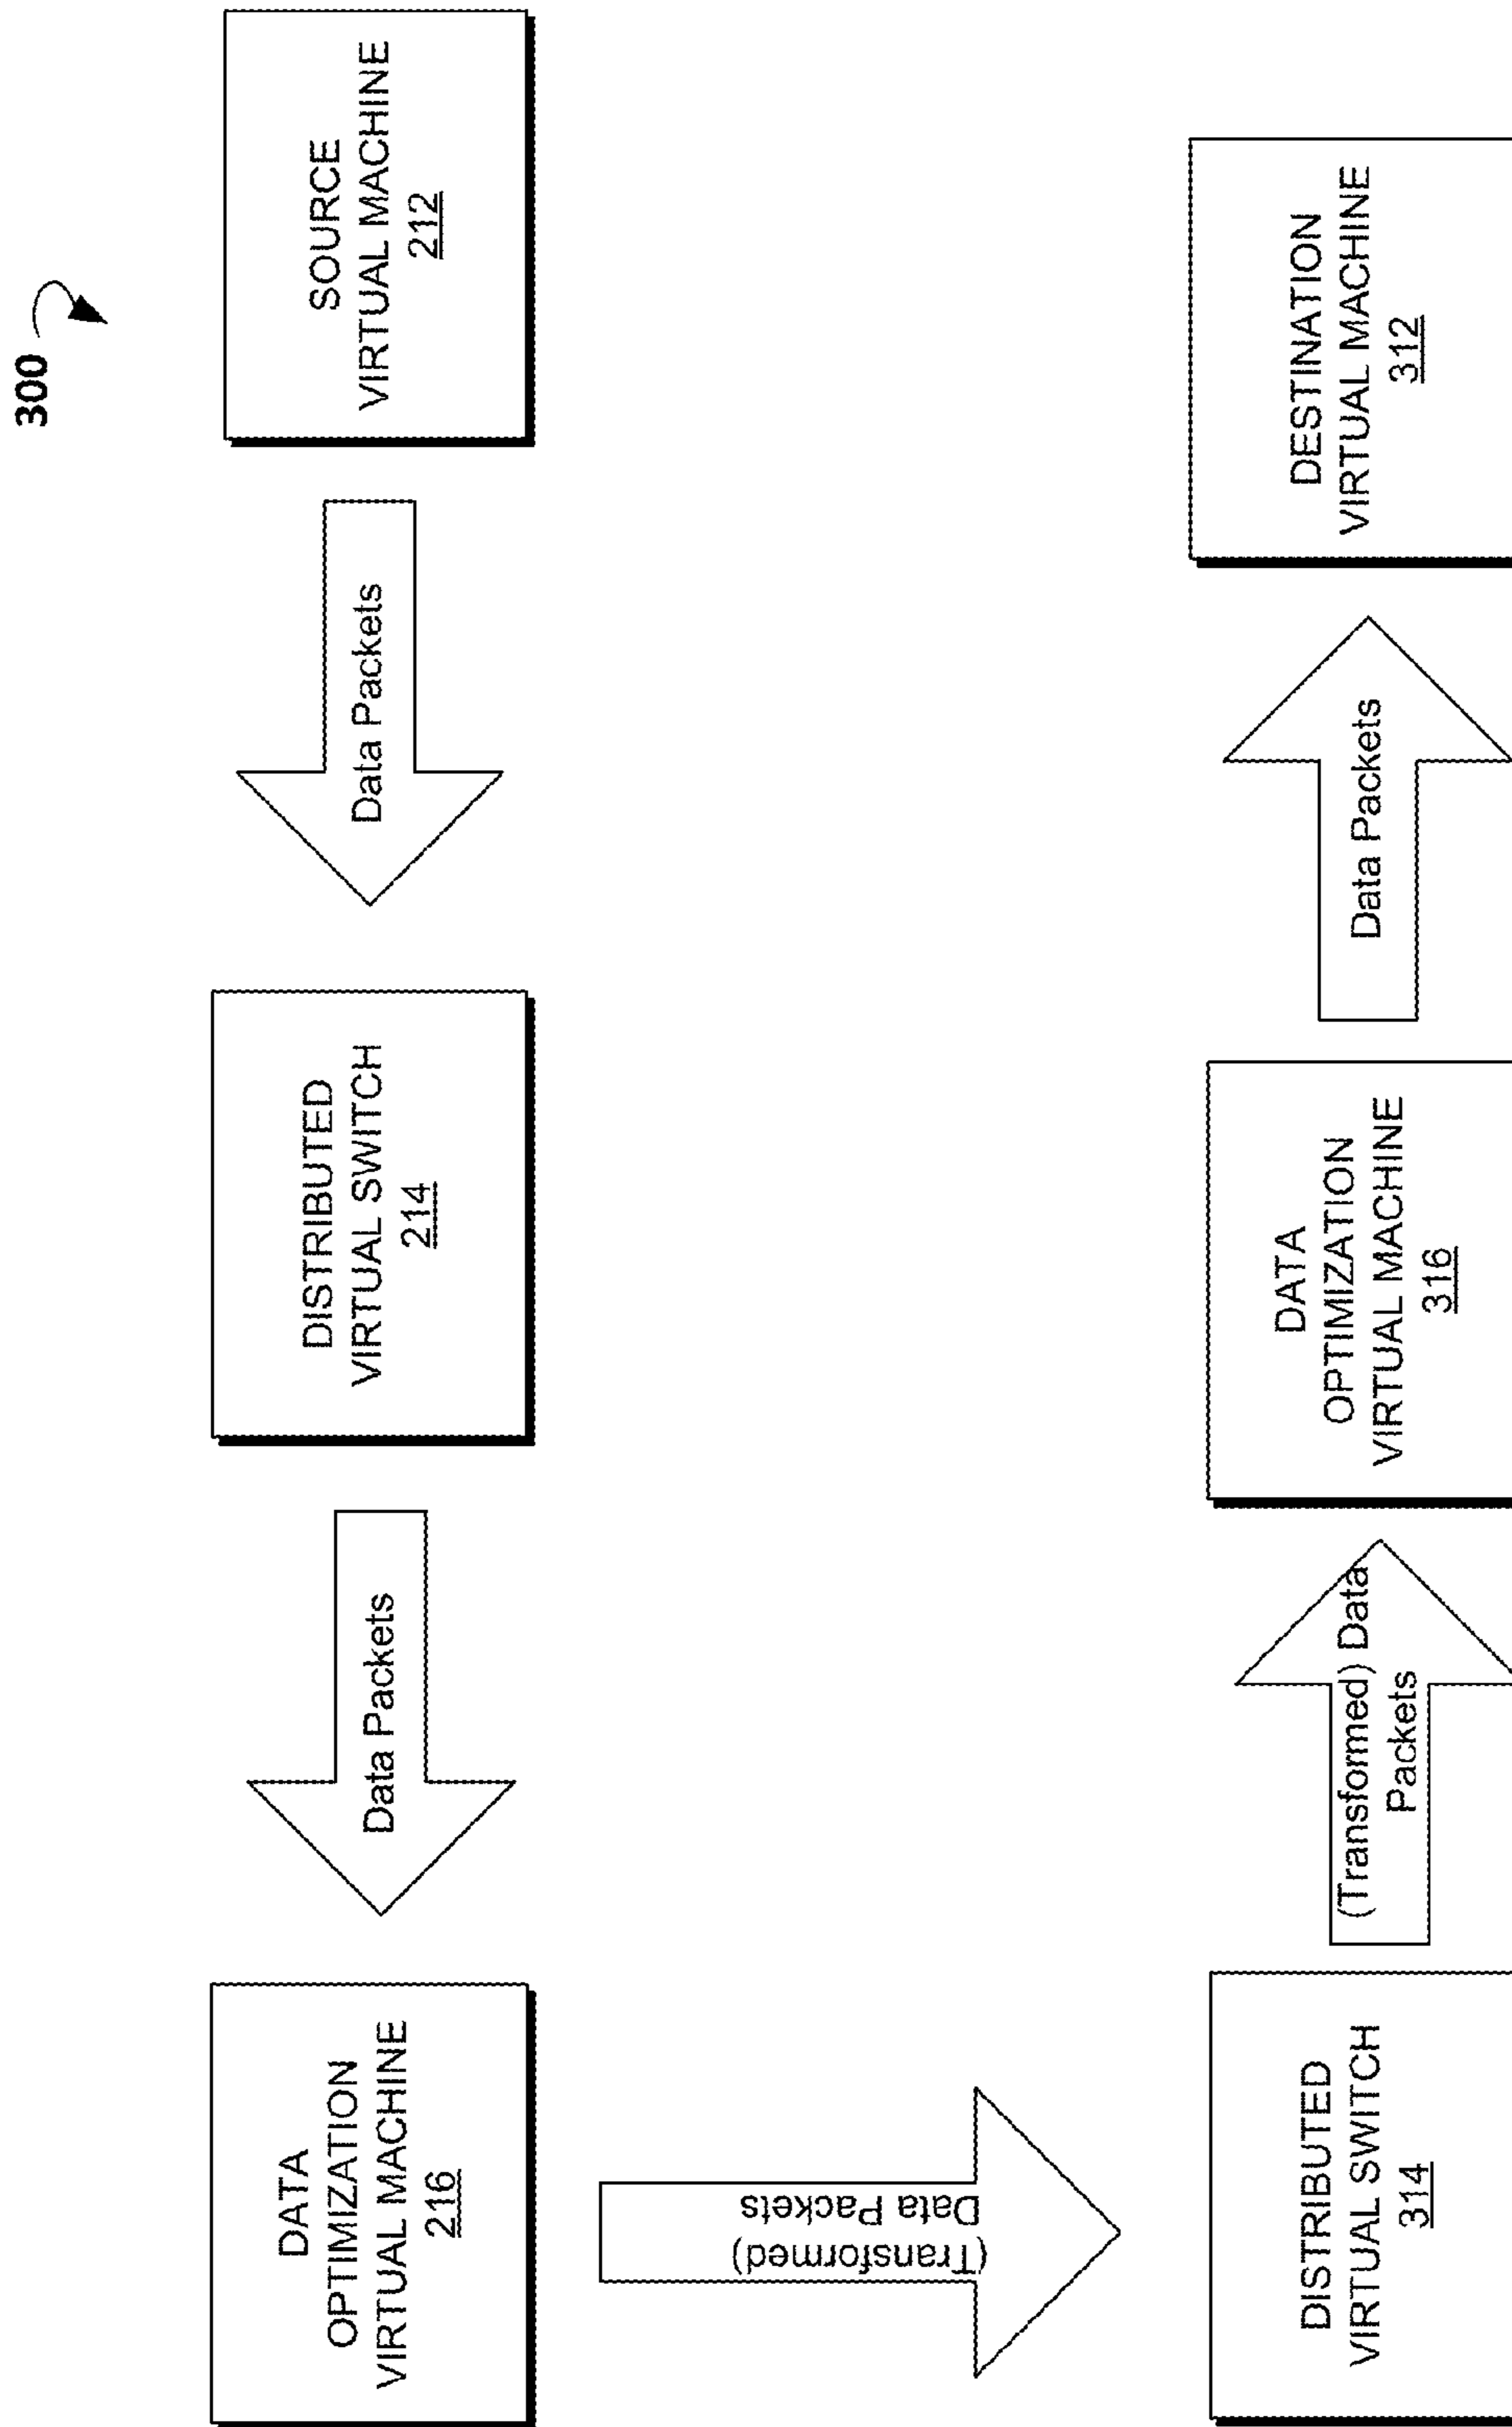 300
SOURCE
VIRTUAL MACHINE
212
Data Packets
DISTRIBUTED
VIRTUAL SWITCH
214
Data Packets
DATA
OPTIMIZATION
VIRTUAL MACHINE
216
(Transformed)
Data Packets
DISTRIBUTED
VIRTUAL SWITCH
314
(Transformed) Data
Packets
DATA
OPTIMIZATION
VIRTUAL MACHINE
316
Data Packets
DESTINATION
VIRTUAL MACHINE
312